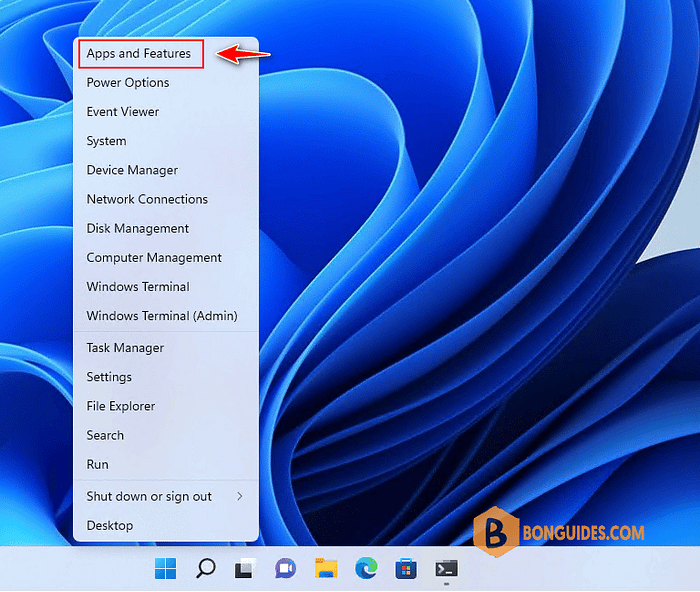 Apps and Features
Power Options
Event Viewer
System
Device Manager
Network Connections
Disk Management
Computer Management
Windows Terminal
Windows Terminal (Admin)
Task Manager
Settings
File Explorer
Search
Run
Shut down or sign out
Desktop
B BONGUIDES.COM